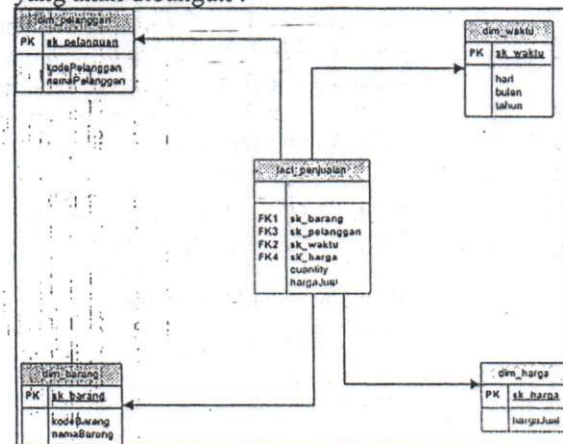 yang akan dibangun :
dim_pelanggan
PK sk_pelanggan
kodePelanggan
namaPelanggan
dim_waktu
PK sk_waktu
hari
bulan
tahun
fact_penjualan
FK1 sk_barang
FK3 sk_pelanggan
FK2 sk_waktu
FK4 sk_harga
quantity
hargaJual
dim_barang
PK sk_barang
kodeBarang
namaBarang
dim_harga
PK sk_harga
hargaJual